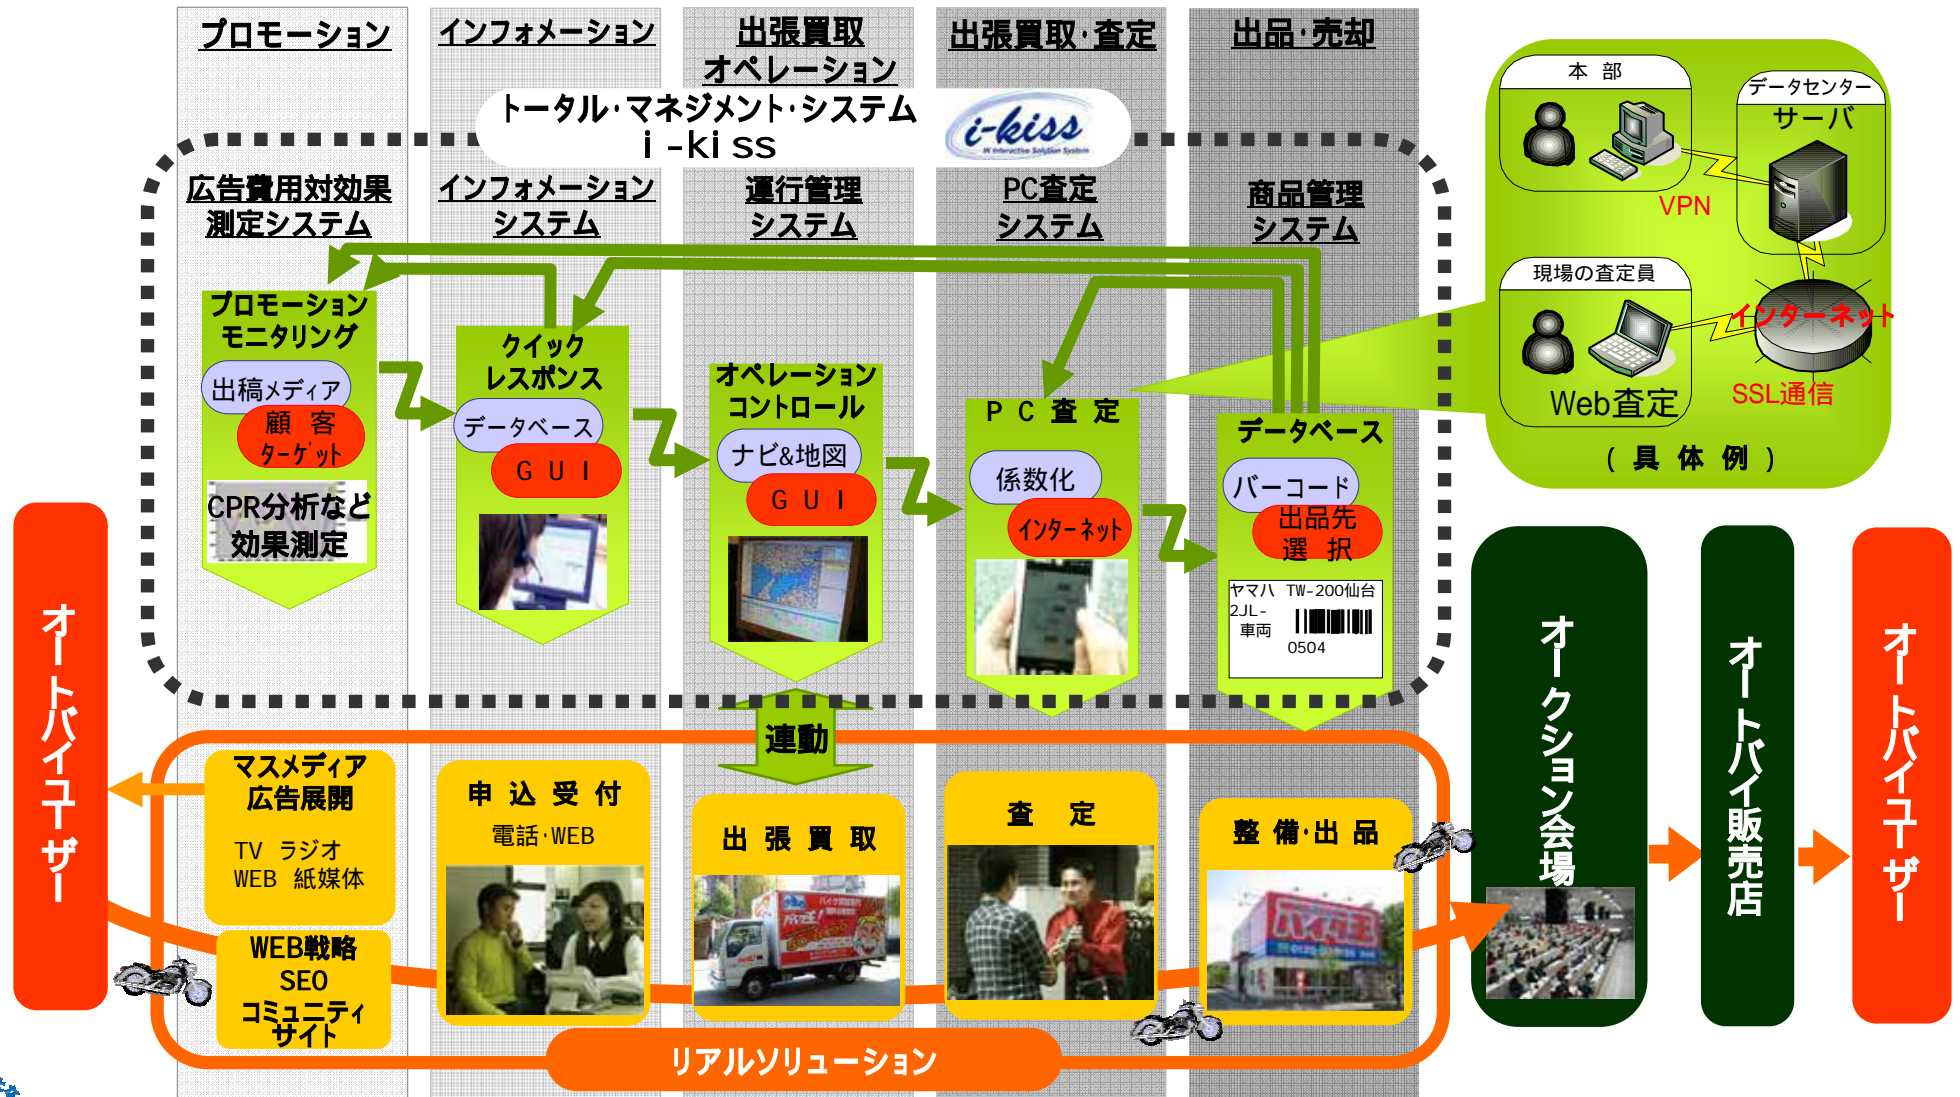 プロモーション
インフォメーション
出張買取
オペレーション
出張買取・査定
出品・売却
トータル・マネジメント・システム
i-kiss
i-kiss
IK Interactive Solution System
広告費用対効果
測定システム
インフォメーション
システム
運行管理
システム
PC査定
システム
商品管理
システム
プロモーション
モニタリング
出稿メディア
顧 客
ターゲット
CPR分析など
効果測定
クイック
レスポンス
データベース
GUI
オペレーション
コントロール
ナビ&地図
GUI
PC査定
係数化
インターネット
データベース
バーコード
出品先
選 択
ヤマハ TW-200仙台
2JL-
車両
0504
本 部
データセンター
サーバ
VPN
現場の査定員
インターネット
Web査定
SSL通信
(具体例)
連動
オートバイユーザー
マスメディア
広告展開
TV ラジオ
WEB 紙媒体
WEB戦略
SEO
コミュニティ
サイト
申込受付
電話・WEB
出張買取
バイク王
査 定
整備・出品
バイク王
リアルソリューション
オークション会場
オートバイ販売店
オートバイユーザー